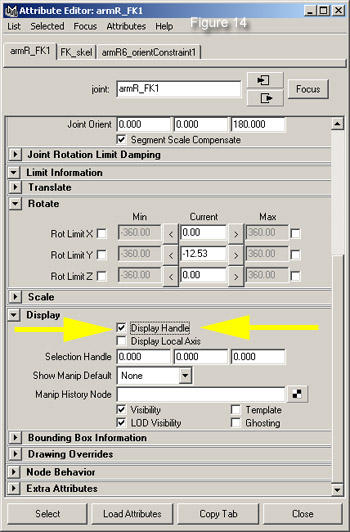 Attribute Editor: armR_FK1
Figure 14
List Selected Focus Attributes Help
armR_FK1 FK_skel armR6_orientConstraint1
joint: armR_FK1 Focus
Joint Orient 0.000 0.000 180.000
Segment Scale Compensate
Joint Rotation Limit Damping
Limit Information
Translate
Rotate
Min Current Max
Rot Limit X -360.00 < 0.00 > 360.00
Rot Limit Y -360.00 < -12.53 > 360.00
Rot Limit Z -360.00 < 0.00 > 360.00
Scale
Display
Display Handle
Display Local Axis
Selection Handle 0.000 0.000 0.000
Show Manip Default None
Manip History Node
Visibility Template
LOD Visibility Ghosting
Bounding Box Information
Drawing Overrides
Node Behavior
Extra Attributes
Select Load Attributes Copy Tab Close